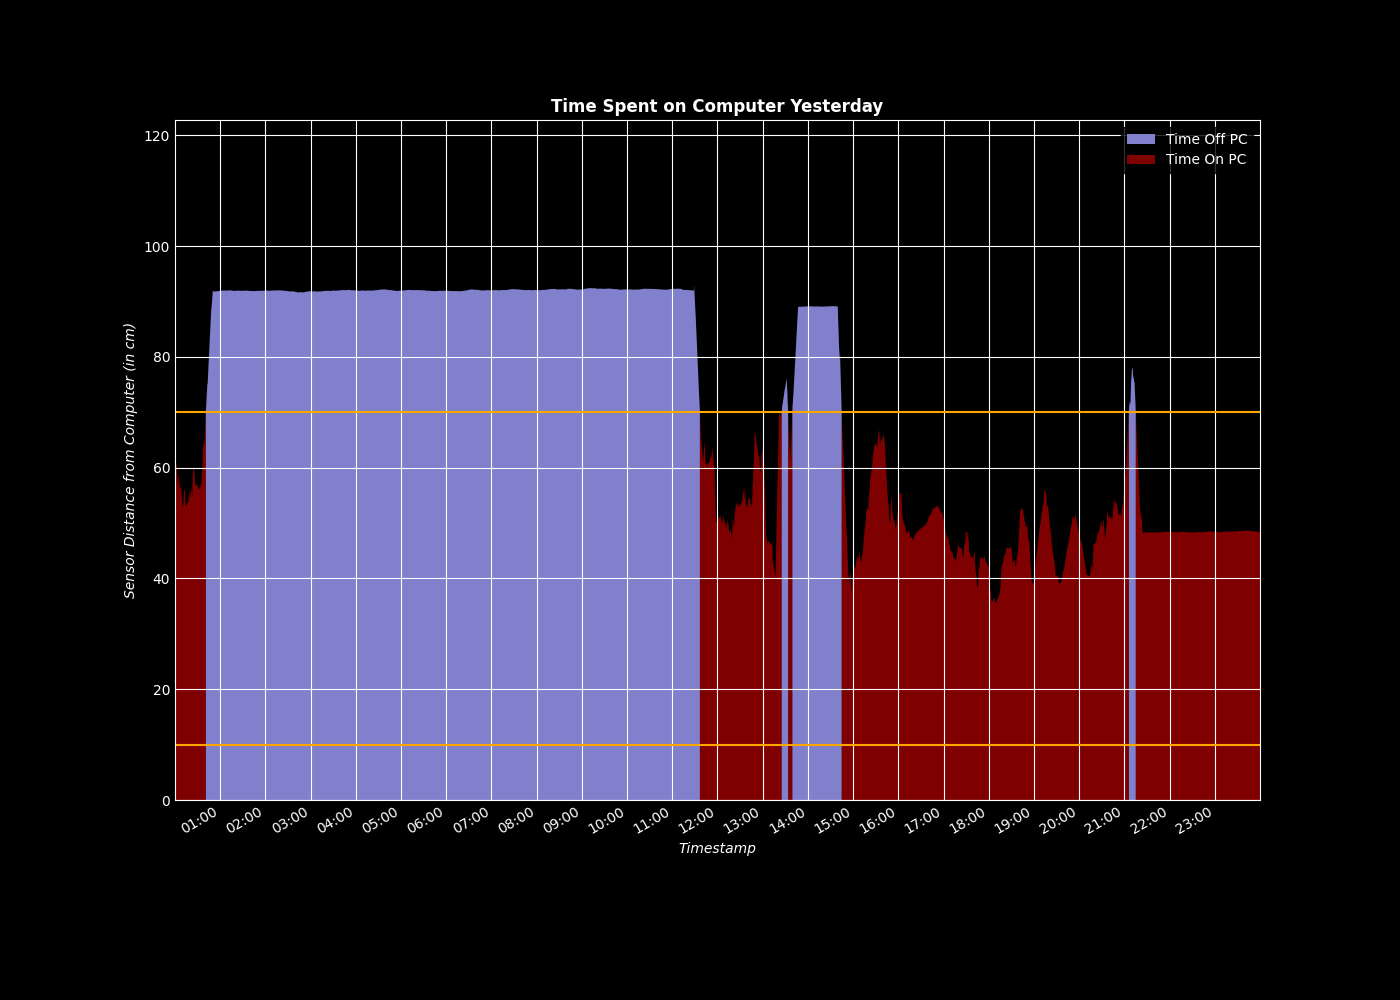 Time Spent on Computer Yesterday
Time Off PC
Time On PC
120
100
80
60
40
20
0
Sensor Distance from Computer (in cm)
01:00 02:00 03:00 04:00 05:00 06:00 07:00 08:00 09:00 10:00 11:00 12:00 13:00 14:00 15:00 16:00 17:00 18:00 19:00 20:00 21:00 22:00 23:00
Timestamp